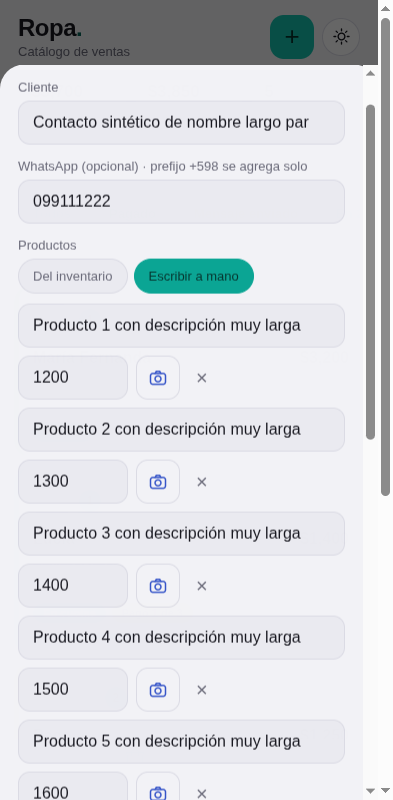 Ropa.
Catálogo de ventas
+
Cliente
Contacto sintético de nombre largo par
WhatsApp (opcional) · prefijo +598 se agrega solo
099111222
Productos
Del inventario Escribir a mano
Producto 1 con descripción muy larga
1200 ×
Producto 2 con descripción muy larga
1300 ×
Producto 3 con descripción muy larga
1400 ×
Producto 4 con descripción muy larga
1500 ×
Producto 5 con descripción muy larga
1600 ×